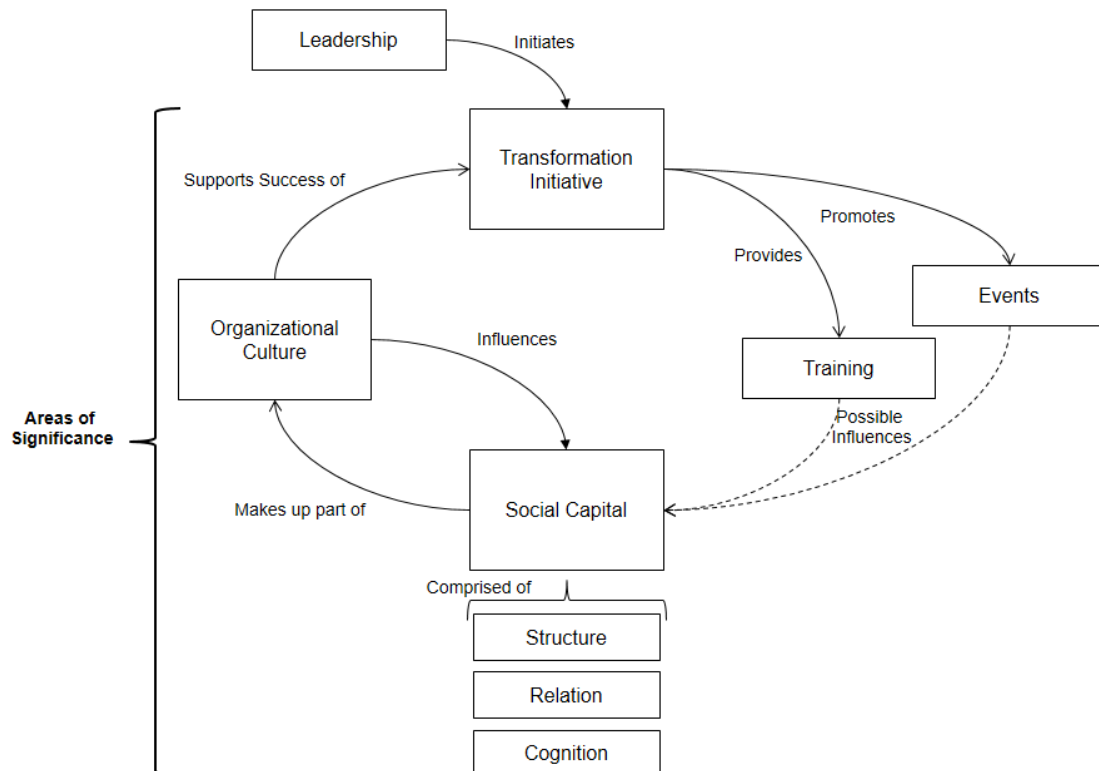 Leadership
Initiates
Transformation
Initiative
Supports Success of
Promotes
Provides
Events
Organizational
Culture
Influences
Training
Areas of
Significance
Possible
Influences
Makes up part of
Social Capital
Comprised of
Structure
Relation
Cognition